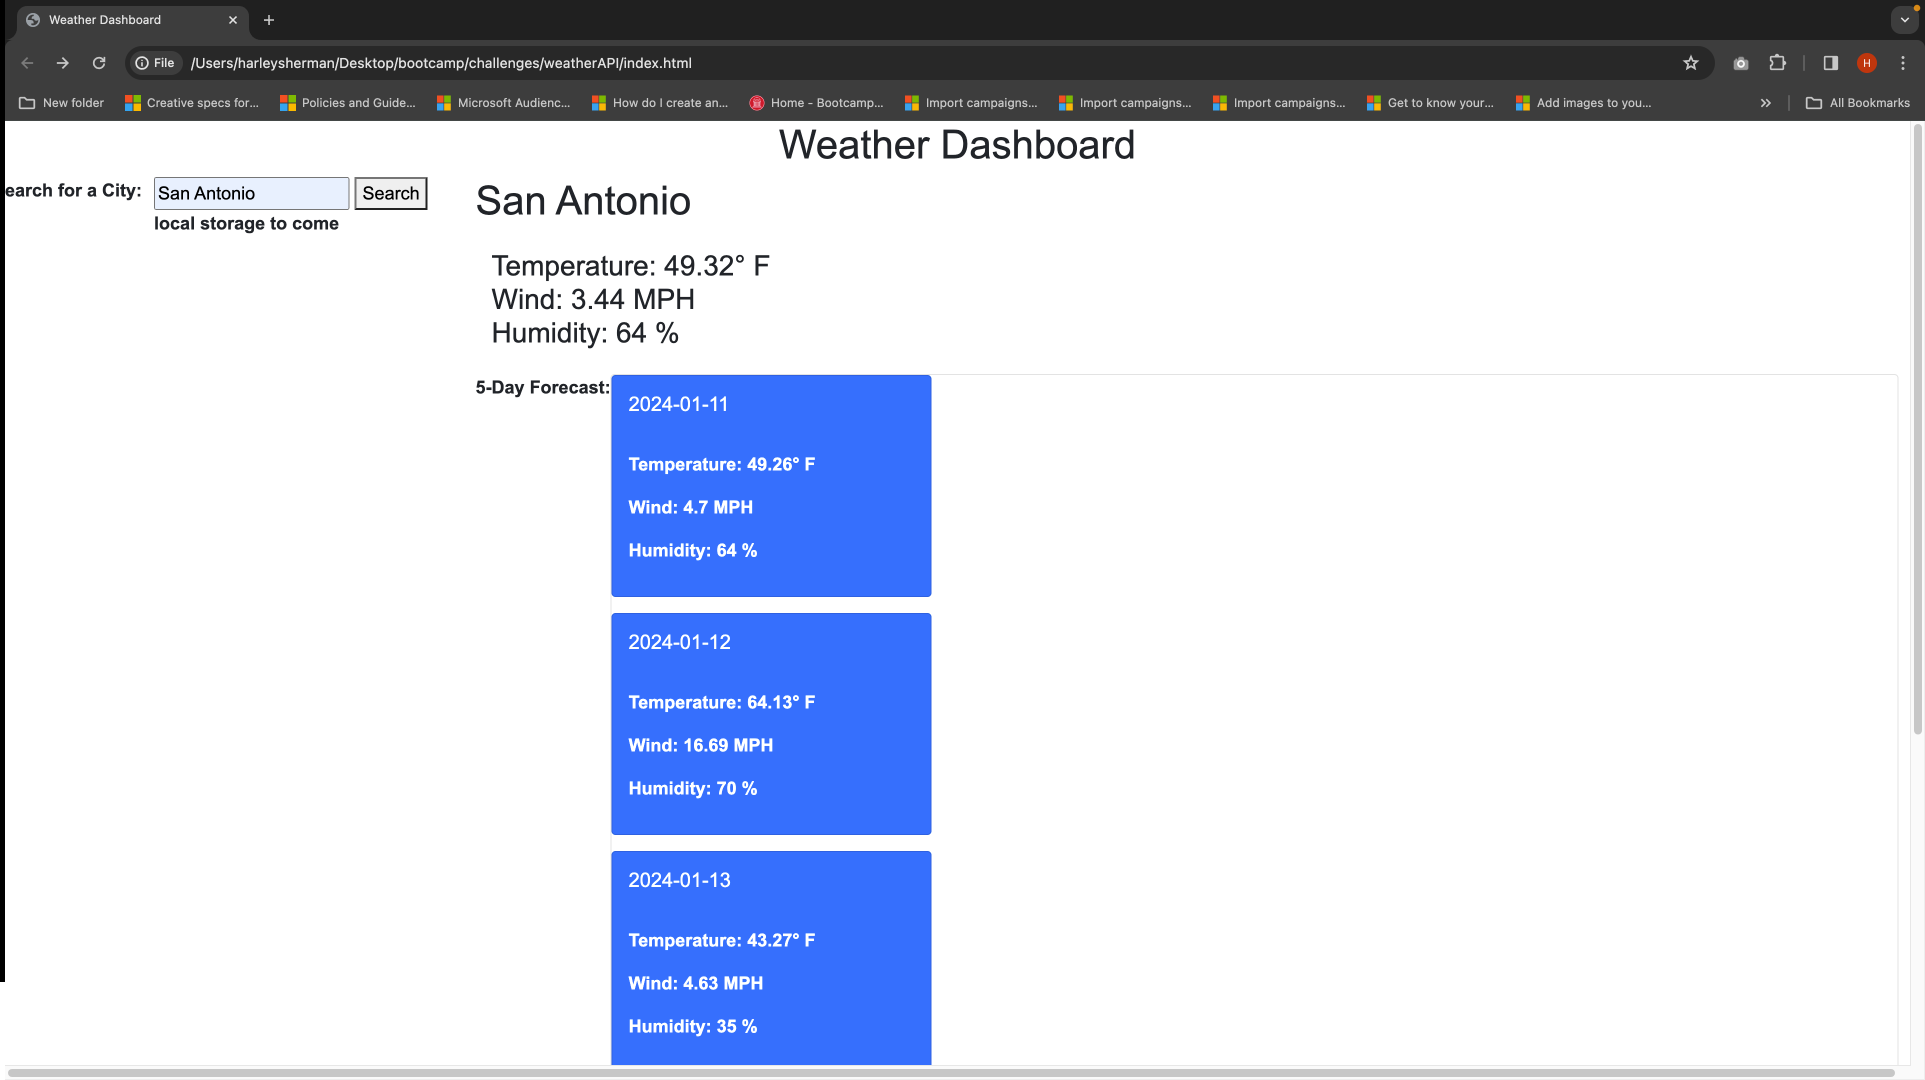 Weather Dashboard
File /Users/harleysherman/Desktop/bootcamp/challenges/weatherAPI/index.html
H
New folder Creative specs for... Policies and Guide... Microsoft Audienc... How do I create an... Home - Bootcamp... Import campaigns... Import campaigns... Import campaigns... Get to know your... Add images to you... All Bookmarks
Weather Dashboard
earch for a City: San Antonio Search
local storage to come
San Antonio
Temperature: 49.32° F
Wind: 3.44 MPH
Humidity: 64 %
5-Day Forecast:
2024-01-11
Temperature: 49.26° F
Wind: 4.7 MPH
Humidity: 64 %
2024-01-12
Temperature: 64.13° F
Wind: 16.69 MPH
Humidity: 70 %
2024-01-13
Temperature: 43.27° F
Wind: 4.63 MPH
Humidity: 35 %